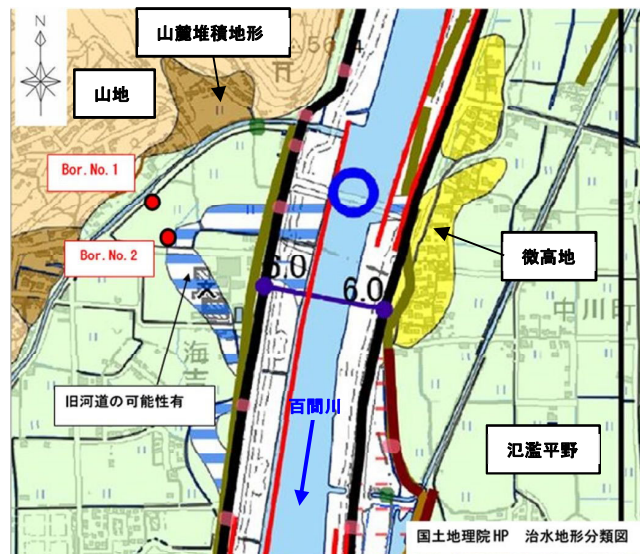 N
山麓堆積地形
山地
Bor.No.1
Bor.No.2
微高地
6.0
6.0
中川町
海吉
旧河道の可能性有
百間川
氾濫平野
国土地理院HP 治水地形分類図